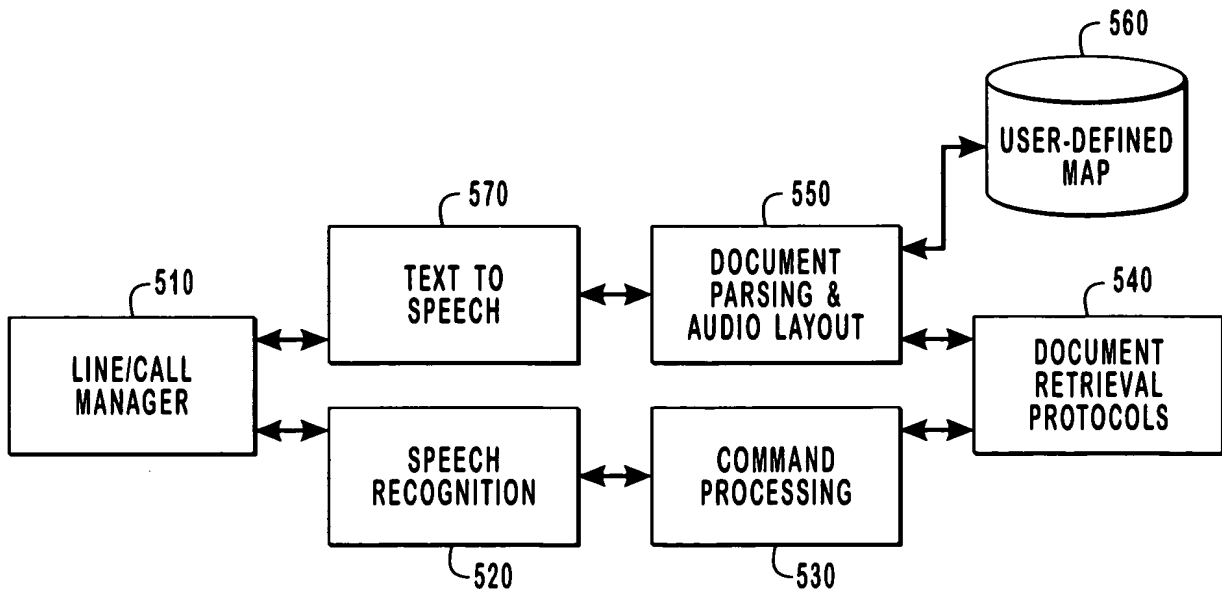 560
USER-DEFINED
MAP
570
TEXT TO
SPEECH
550
DOCUMENT
PARSING &
AUDIO LAYOUT
510
LINE/CALL
MANAGER
540
DOCUMENT
RETRIEVAL
PROTOCOLS
SPEECH
RECOGNITION
520
COMMAND
PROCESSING
530